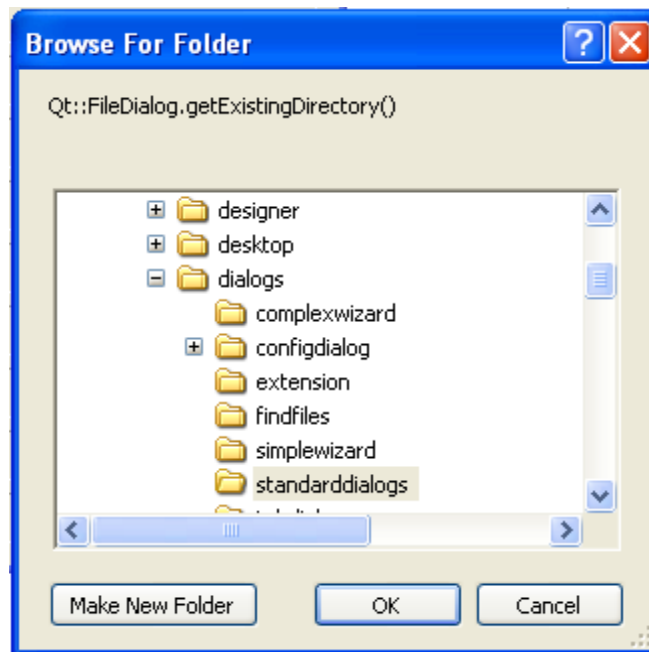 Browse For Folder
Qt::FileDialog.getExistingDirectory()
designer
desktop
dialogs
complexwizard
configdialog
extension
findfiles
simplewizard
standarddialogs
Make New Folder
OK
Cancel